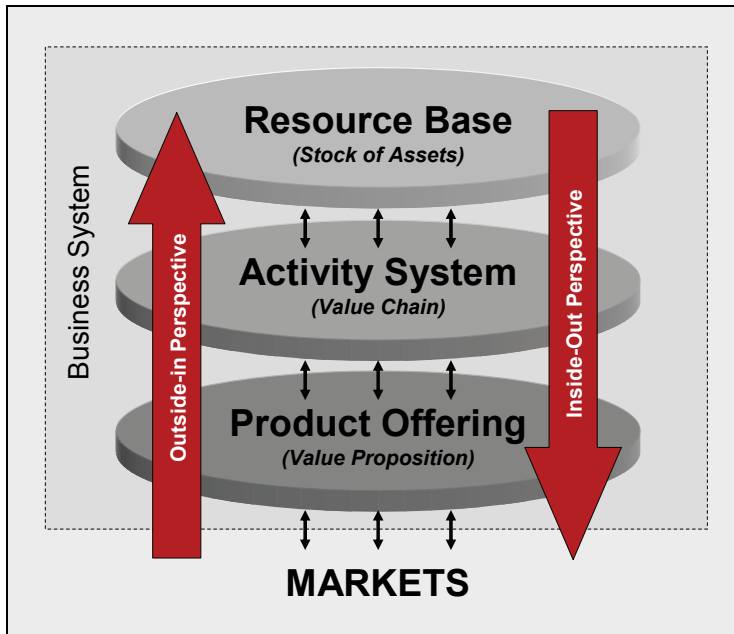 Resource Base
(Stock of Assets)
Activity System
(Value Chain)
Product Offering
(Value Proposition)
MARKETS
Business System
Outside-in Perspective
Inside-Out Perspective